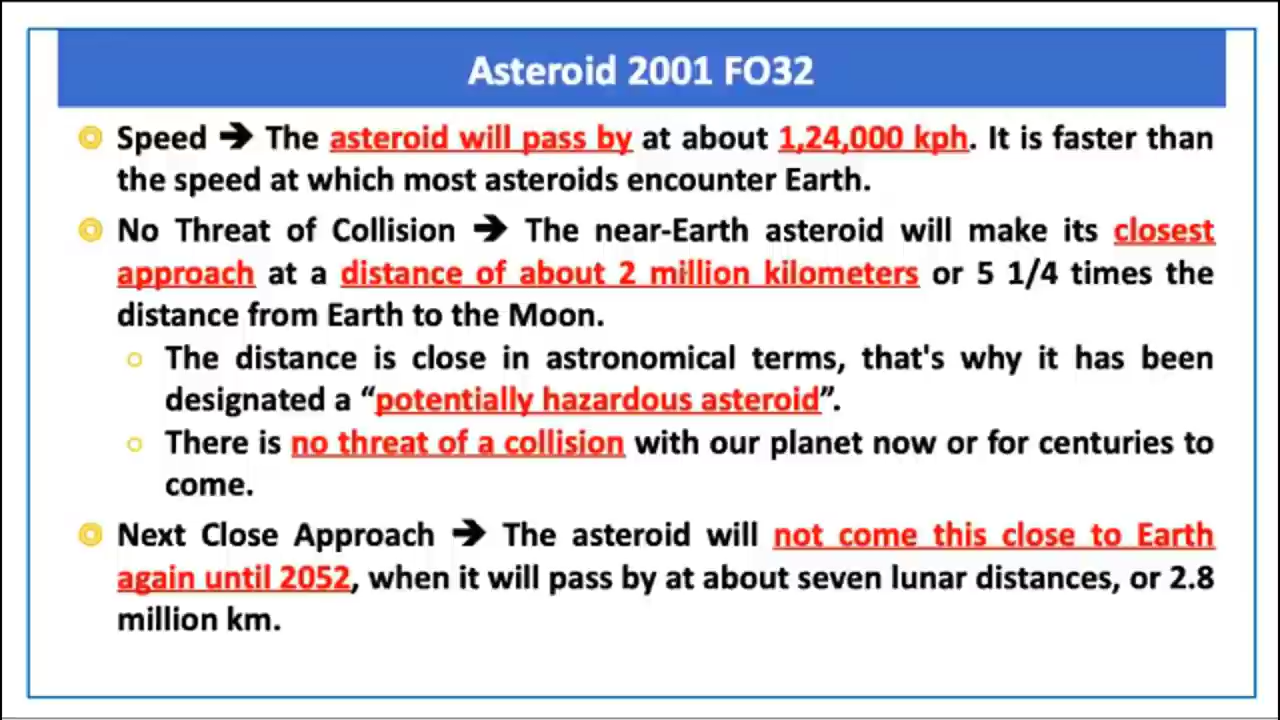 Asteroid 2001 FO32
Speed ➔ The asteroid will pass by at about 1,24,000 kph. It is faster than
the speed at which most asteroids encounter Earth.
No Threat of Collision ➔ The near-Earth asteroid will make its closest
approach at a distance of about 2 million kilometers or 5 1/4 times the
distance from Earth to the Moon.
The distance is close in astronomical terms, that's why it has been
designated a “potentially hazardous asteroid”.
There is no threat of a collision with our planet now or for centuries to
come.
Next Close Approach ➔ The asteroid will not come this close to Earth
again until 2052, when it will pass by at about seven lunar distances, or 2.8
million km.